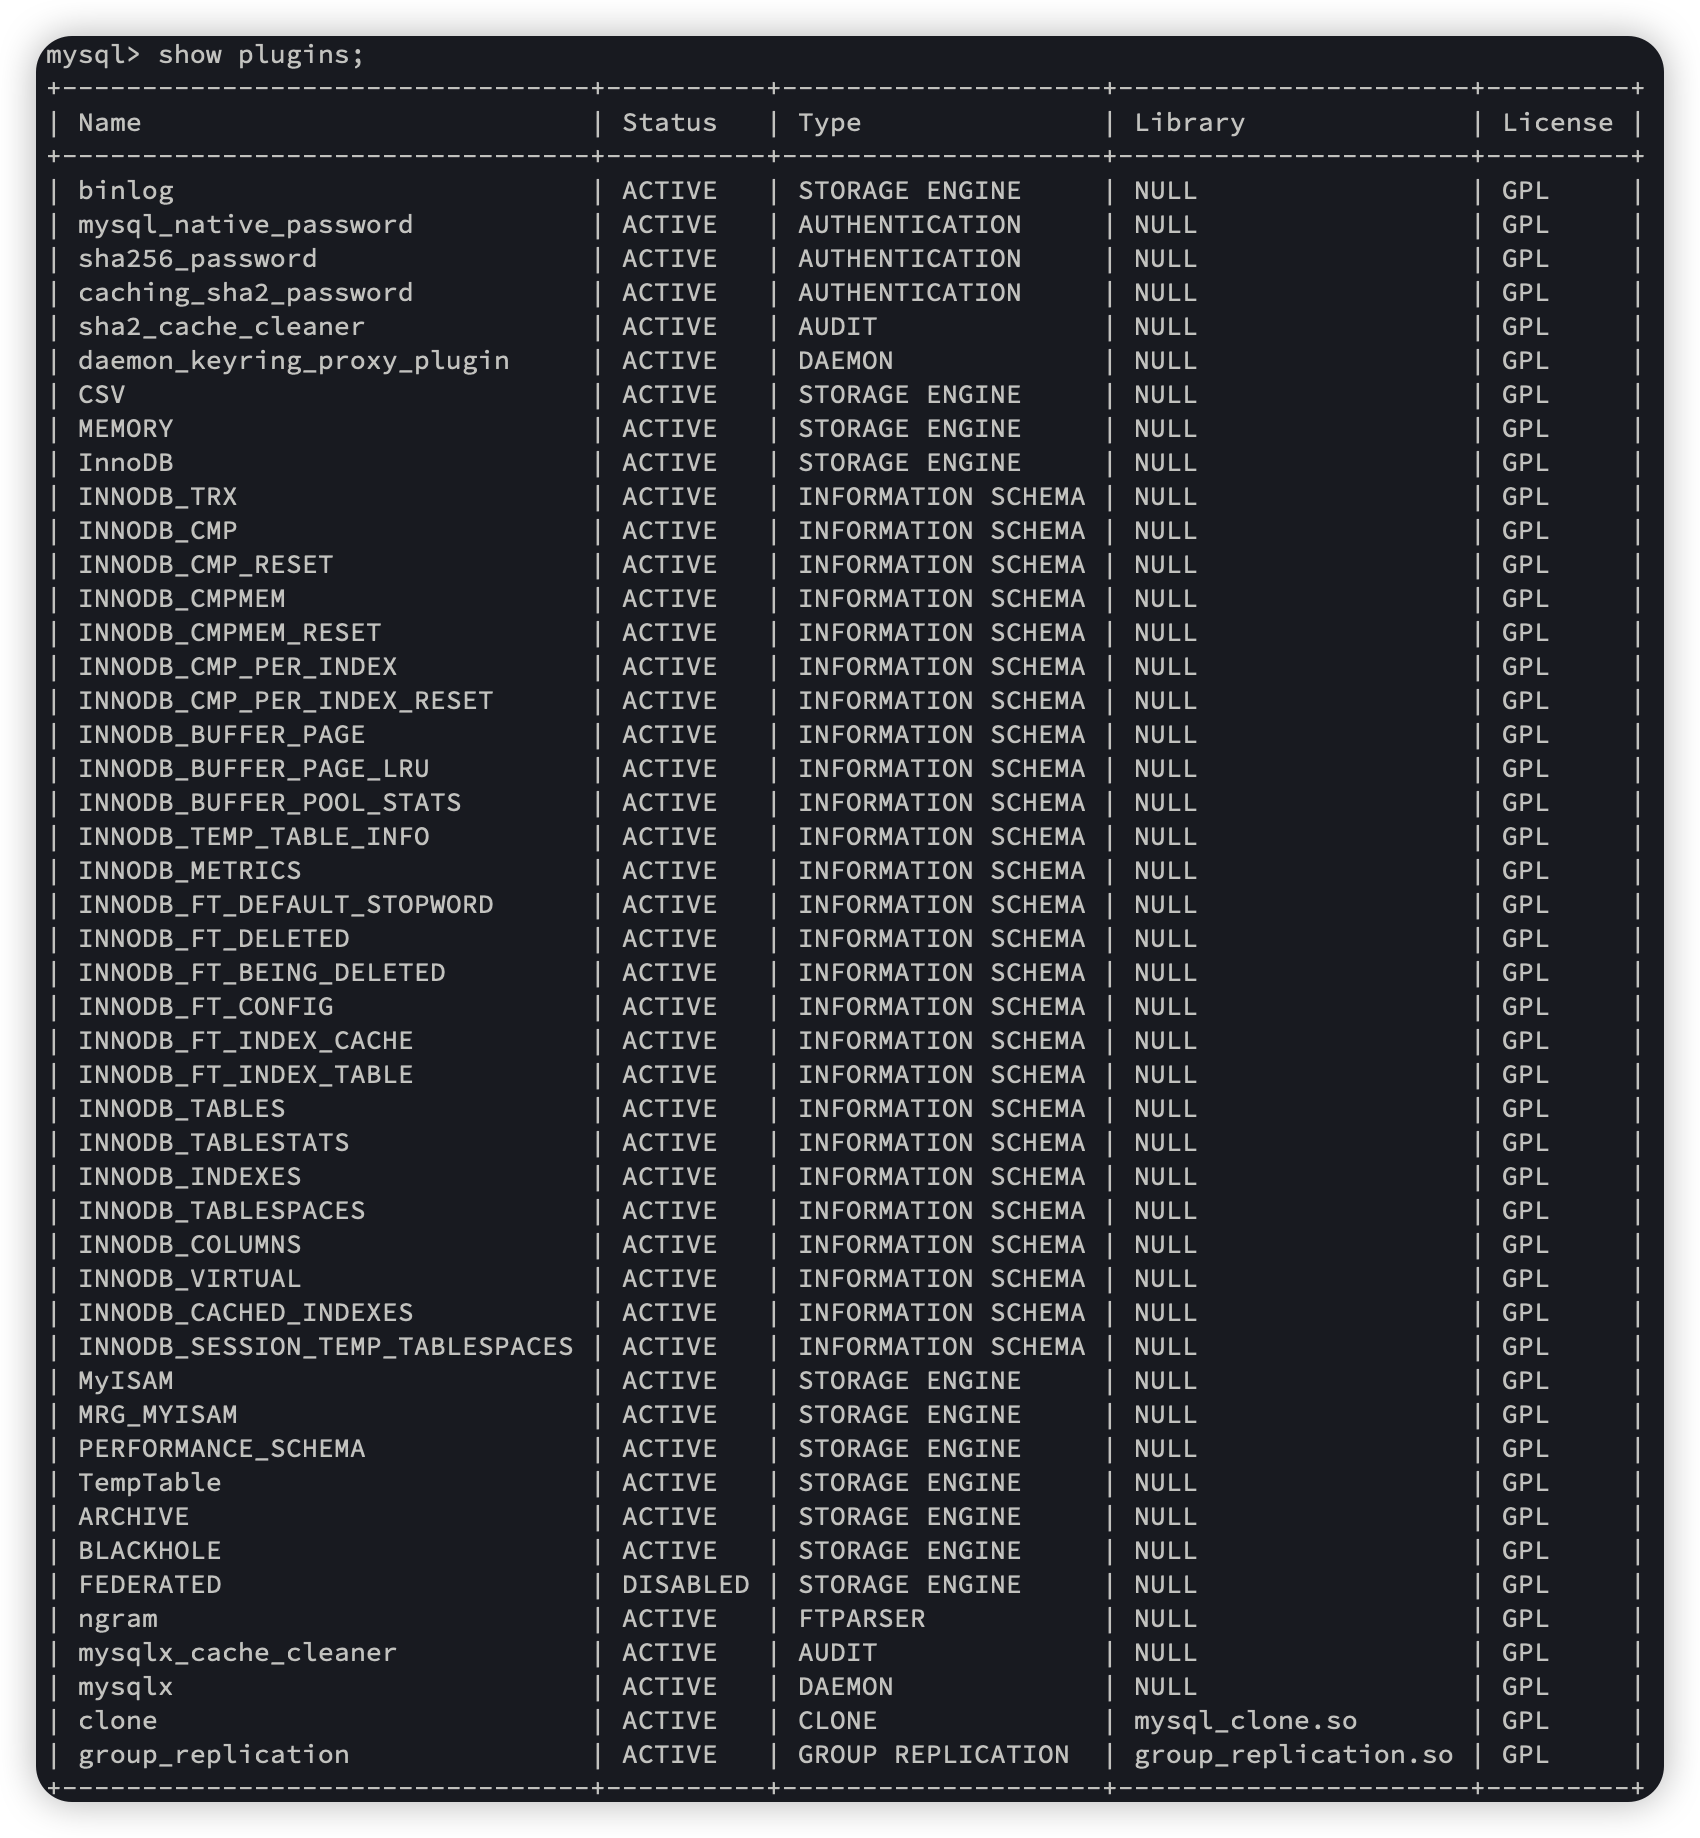 mysql> show plugins;
+---------------------------------+----------+--------------------+----------------------+---------+
| Name                            | Status   | Type               | Library              | License |
+---------------------------------+----------+--------------------+----------------------+---------+
| binlog                          | ACTIVE   | STORAGE ENGINE     | NULL                 | GPL     |
| mysql_native_password           | ACTIVE   | AUTHENTICATION     | NULL                 | GPL     |
| sha256_password                 | ACTIVE   | AUTHENTICATION     | NULL                 | GPL     |
| caching_sha2_password           | ACTIVE   | AUTHENTICATION     | NULL                 | GPL     |
| sha2_cache_cleaner              | ACTIVE   | AUDIT              | NULL                 | GPL     |
| daemon_keyring_proxy_plugin     | ACTIVE   | DAEMON             | NULL                 | GPL     |
| CSV                             | ACTIVE   | STORAGE ENGINE     | NULL                 | GPL     |
| MEMORY                          | ACTIVE   | STORAGE ENGINE     | NULL                 | GPL     |
| InnoDB                          | ACTIVE   | STORAGE ENGINE     | NULL                 | GPL     |
| INNODB_TRX                      | ACTIVE   | INFORMATION SCHEMA | NULL                 | GPL     |
| INNODB_CMP                      | ACTIVE   | INFORMATION SCHEMA | NULL                 | GPL     |
| INNODB_CMP_RESET                | ACTIVE   | INFORMATION SCHEMA | NULL                 | GPL     |
| INNODB_CMPMEM                   | ACTIVE   | INFORMATION SCHEMA | NULL                 | GPL     |
| INNODB_CMPMEM_RESET             | ACTIVE   | INFORMATION SCHEMA | NULL                 | GPL     |
| INNODB_CMP_PER_INDEX            | ACTIVE   | INFORMATION SCHEMA | NULL                 | GPL     |
| INNODB_CMP_PER_INDEX_RESET      | ACTIVE   | INFORMATION SCHEMA | NULL                 | GPL     |
| INNODB_BUFFER_PAGE              | ACTIVE   | INFORMATION SCHEMA | NULL                 | GPL     |
| INNODB_BUFFER_PAGE_LRU          | ACTIVE   | INFORMATION SCHEMA | NULL                 | GPL     |
| INNODB_BUFFER_POOL_STATS        | ACTIVE   | INFORMATION SCHEMA | NULL                 | GPL     |
| INNODB_TEMP_TABLE_INFO          | ACTIVE   | INFORMATION SCHEMA | NULL                 | GPL     |
| INNODB_METRICS                  | ACTIVE   | INFORMATION SCHEMA | NULL                 | GPL     |
| INNODB_FT_DEFAULT_STOPWORD      | ACTIVE   | INFORMATION SCHEMA | NULL                 | GPL     |
| INNODB_FT_DELETED               | ACTIVE   | INFORMATION SCHEMA | NULL                 | GPL     |
| INNODB_FT_BEING_DELETED         | ACTIVE   | INFORMATION SCHEMA | NULL                 | GPL     |
| INNODB_FT_CONFIG                | ACTIVE   | INFORMATION SCHEMA | NULL                 | GPL     |
| INNODB_FT_INDEX_CACHE           | ACTIVE   | INFORMATION SCHEMA | NULL                 | GPL     |
| INNODB_FT_INDEX_TABLE           | ACTIVE   | INFORMATION SCHEMA | NULL                 | GPL     |
| INNODB_TABLES                   | ACTIVE   | INFORMATION SCHEMA | NULL                 | GPL     |
| INNODB_TABLESTATS               | ACTIVE   | INFORMATION SCHEMA | NULL                 | GPL     |
| INNODB_INDEXES                  | ACTIVE   | INFORMATION SCHEMA | NULL                 | GPL     |
| INNODB_TABLESPACES              | ACTIVE   | INFORMATION SCHEMA | NULL                 | GPL     |
| INNODB_COLUMNS                  | ACTIVE   | INFORMATION SCHEMA | NULL                 | GPL     |
| INNODB_VIRTUAL                  | ACTIVE   | INFORMATION SCHEMA | NULL                 | GPL     |
| INNODB_CACHED_INDEXES           | ACTIVE   | INFORMATION SCHEMA | NULL                 | GPL     |
| INNODB_SESSION_TEMP_TABLESPACES | ACTIVE   | INFORMATION SCHEMA | NULL                 | GPL     |
| MyISAM                          | ACTIVE   | STORAGE ENGINE     | NULL                 | GPL     |
| MRG_MYISAM                      | ACTIVE   | STORAGE ENGINE     | NULL                 | GPL     |
| PERFORMANCE_SCHEMA              | ACTIVE   | STORAGE ENGINE     | NULL                 | GPL     |
| TempTable                       | ACTIVE   | STORAGE ENGINE     | NULL                 | GPL     |
| ARCHIVE                         | ACTIVE   | STORAGE ENGINE     | NULL                 | GPL     |
| BLACKHOLE                       | ACTIVE   | STORAGE ENGINE     | NULL                 | GPL     |
| FEDERATED                       | DISABLED | STORAGE ENGINE     | NULL                 | GPL     |
| ngram                           | ACTIVE   | FTPARSER           | NULL                 | GPL     |
| mysqlx_cache_cleaner            | ACTIVE   | AUDIT              | NULL                 | GPL     |
| mysqlx                          | ACTIVE   | DAEMON             | NULL                 | GPL     |
| clone                           | ACTIVE   | CLONE              | mysql_clone.so       | GPL     |
| group_replication               | ACTIVE   | GROUP REPLICATION  | group_replication.so | GPL     |
+---------------------------------+----------+--------------------+----------------------+---------+